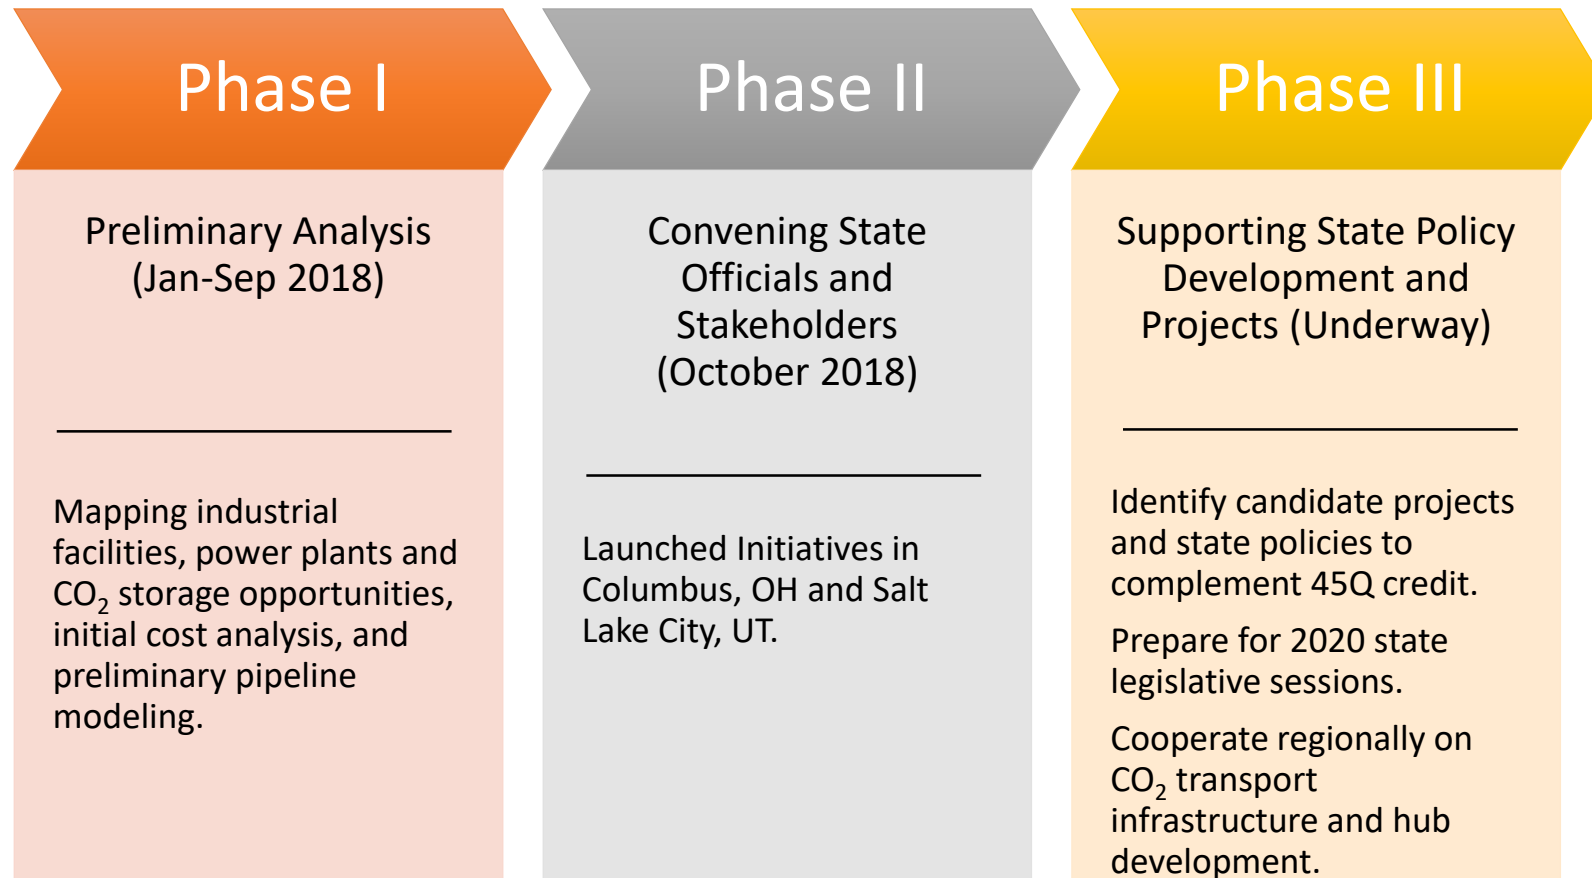 Phase I
Preliminary Analysis
(Jan-Sep 2018)
Mapping industrial
facilities, power plants and
CO₂ storage opportunities,
initial cost analysis, and
preliminary pipeline
modeling.
Phase II
Convening State
Officials and
Stakeholders
(October 2018)
Launched Initiatives in
Columbus, OH and Salt
Lake City, UT.
Phase III
Supporting State Policy
Development and
Projects (Underway)
Identify candidate projects
and state policies to
complement 45Q credit.
Prepare for 2020 state
legislative sessions.
Cooperate regionally on
CO₂ transport
infrastructure and hub
development.